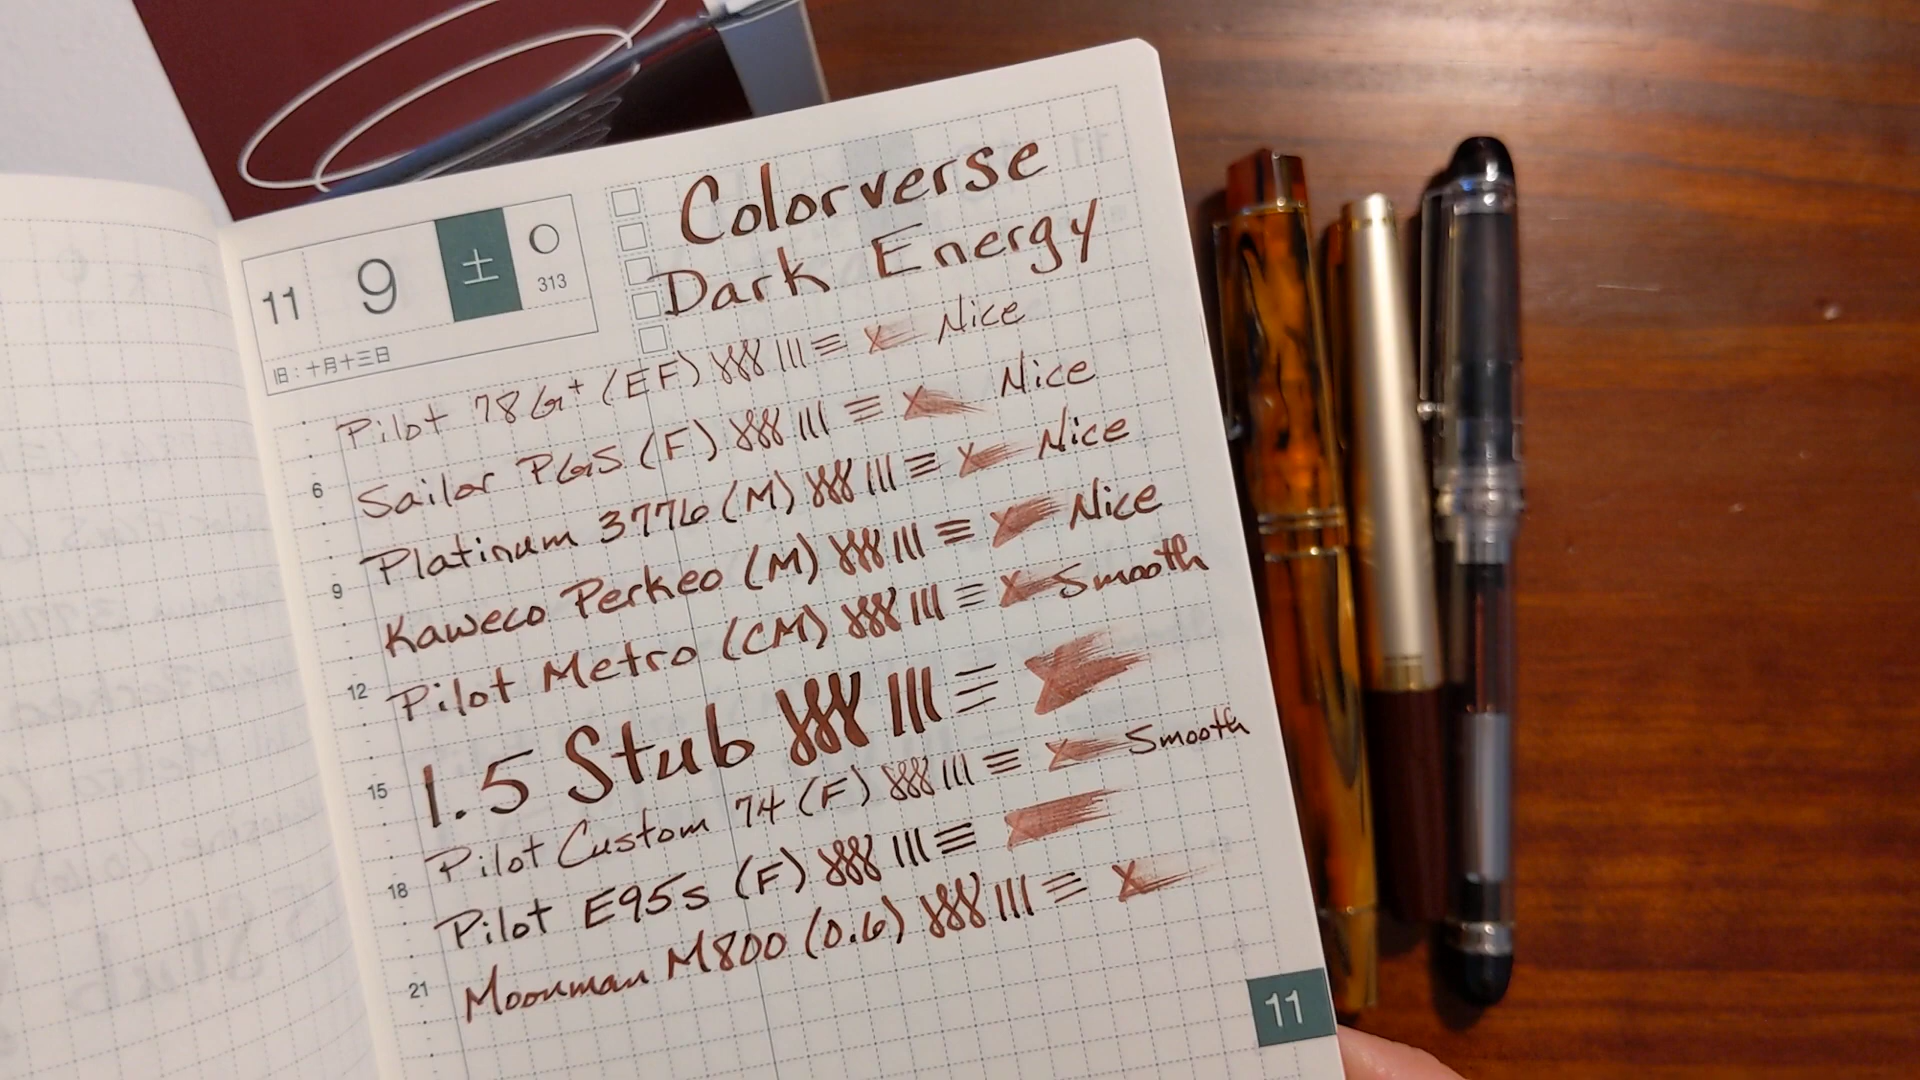 11 9 土
313
旧:十月十三日
Colorverse
Dark Energy
Pilot 78G+ (EF) Nice
Sailor PGS (F) Nice
6
Platinum 3776 (M) Nice
Kaweco Perkeo (M) Nice
9
Pilot Metro (CM) Smooth
12
1.5 Stub
15
Pilot Custom 74 (F) Smooth
18
Pilot E95s (F)
Moonman M800 (0.6)
21
11